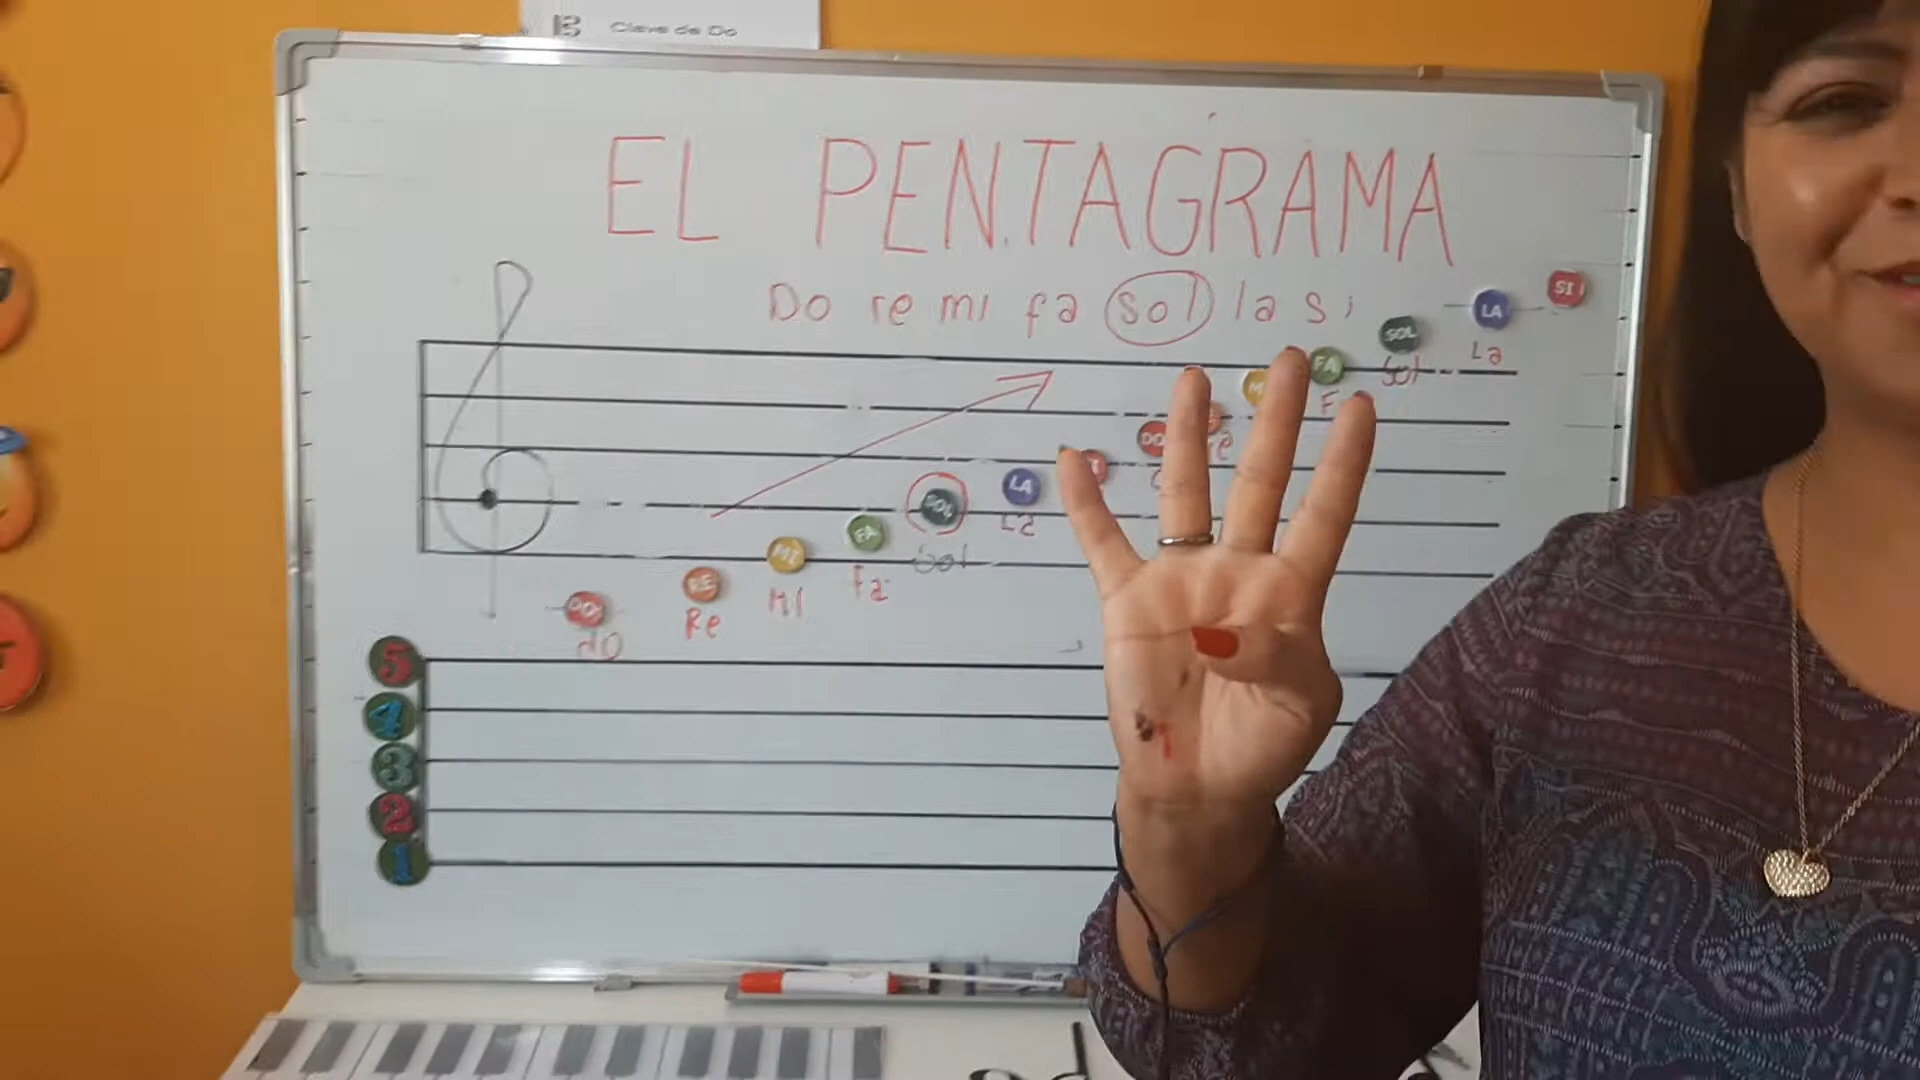 Clave de Do
EL PENTAGRAMA
Do re mi fa sol la si
SI
LA
La
SOL
Sol
FA
F
DO
LA
La
SOL
Sol
FA
Fa
MI
MI
RE
Re
DO
do
5
4
3
2
1